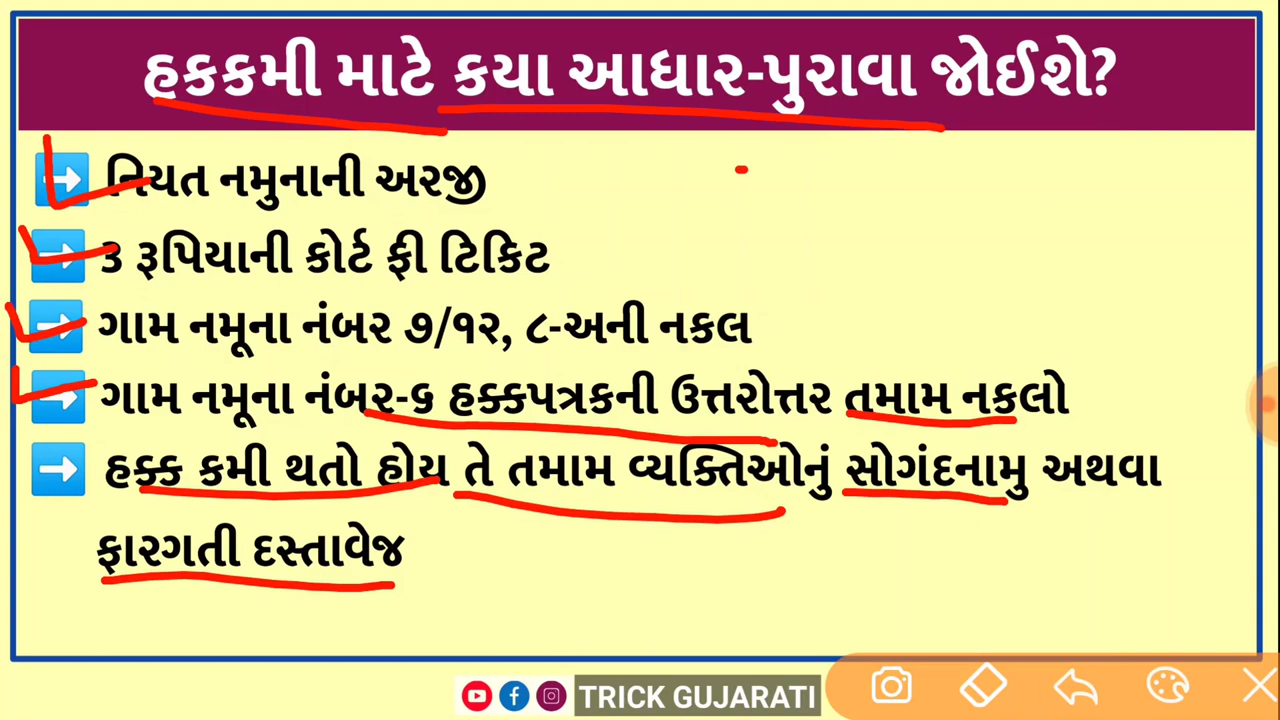 હકકમી માટે કયા આધાર-પુરાવા જોઈશે?
નિયત નમુનાની અરજી
૩ રૂપિયાની કોર્ટ ફી ટિકિટ
ગામ નમૂના નંબર ૭/૧૨, ૮-અની નકલ
ગામ નમૂના નંબર-૬ હક્કપત્રકની ઉત્તરોત્તર તમામ નકલો
હક્ક કમી થતો હોય તે તમામ વ્યક્તિઓનું સોગંદનામુ અથવા
ફારગતી દસ્તાવેજ
TRICK GUJARATI